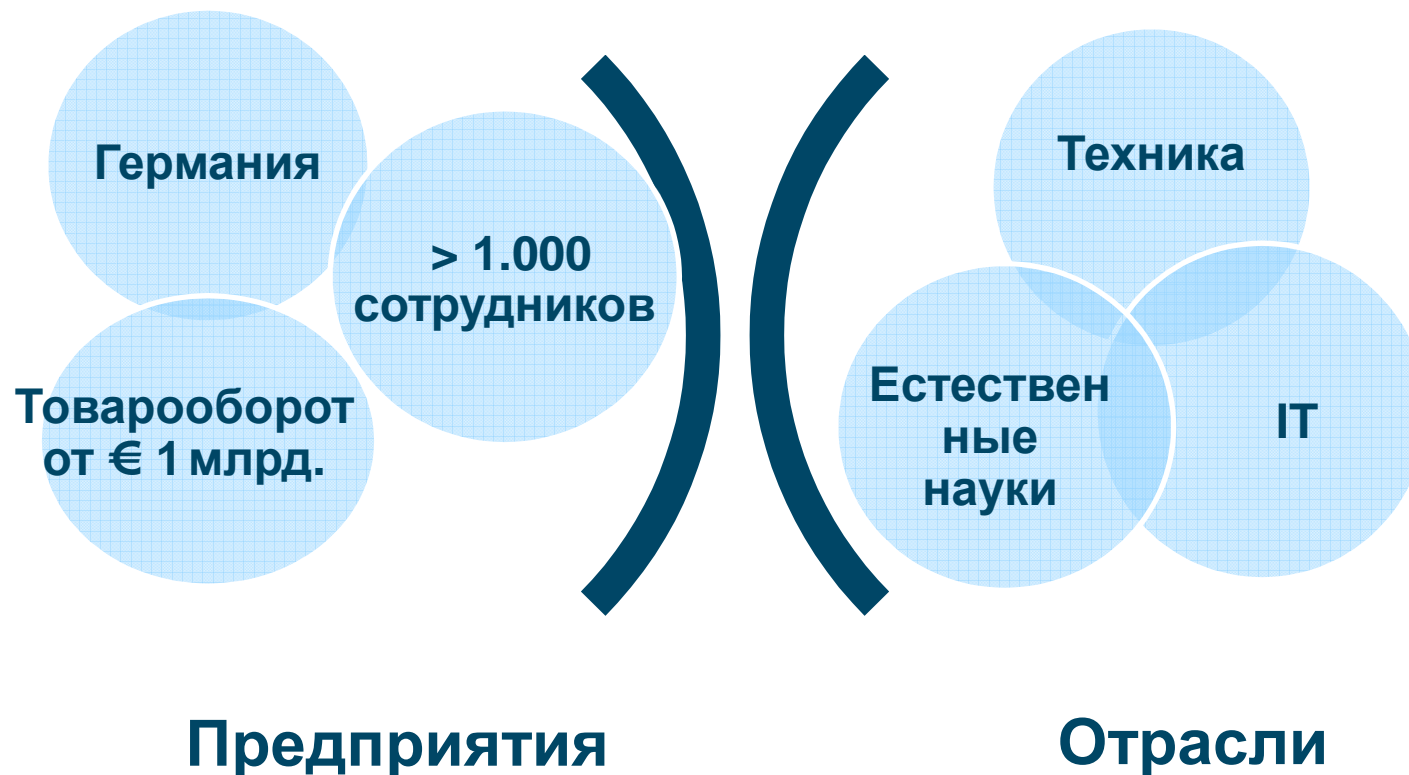 Германия
> 1.000
сотрудников
Товарооборот
от € 1 млрд.
Техника
Естествен
ные
науки
IT
Предприятия
Отрасли